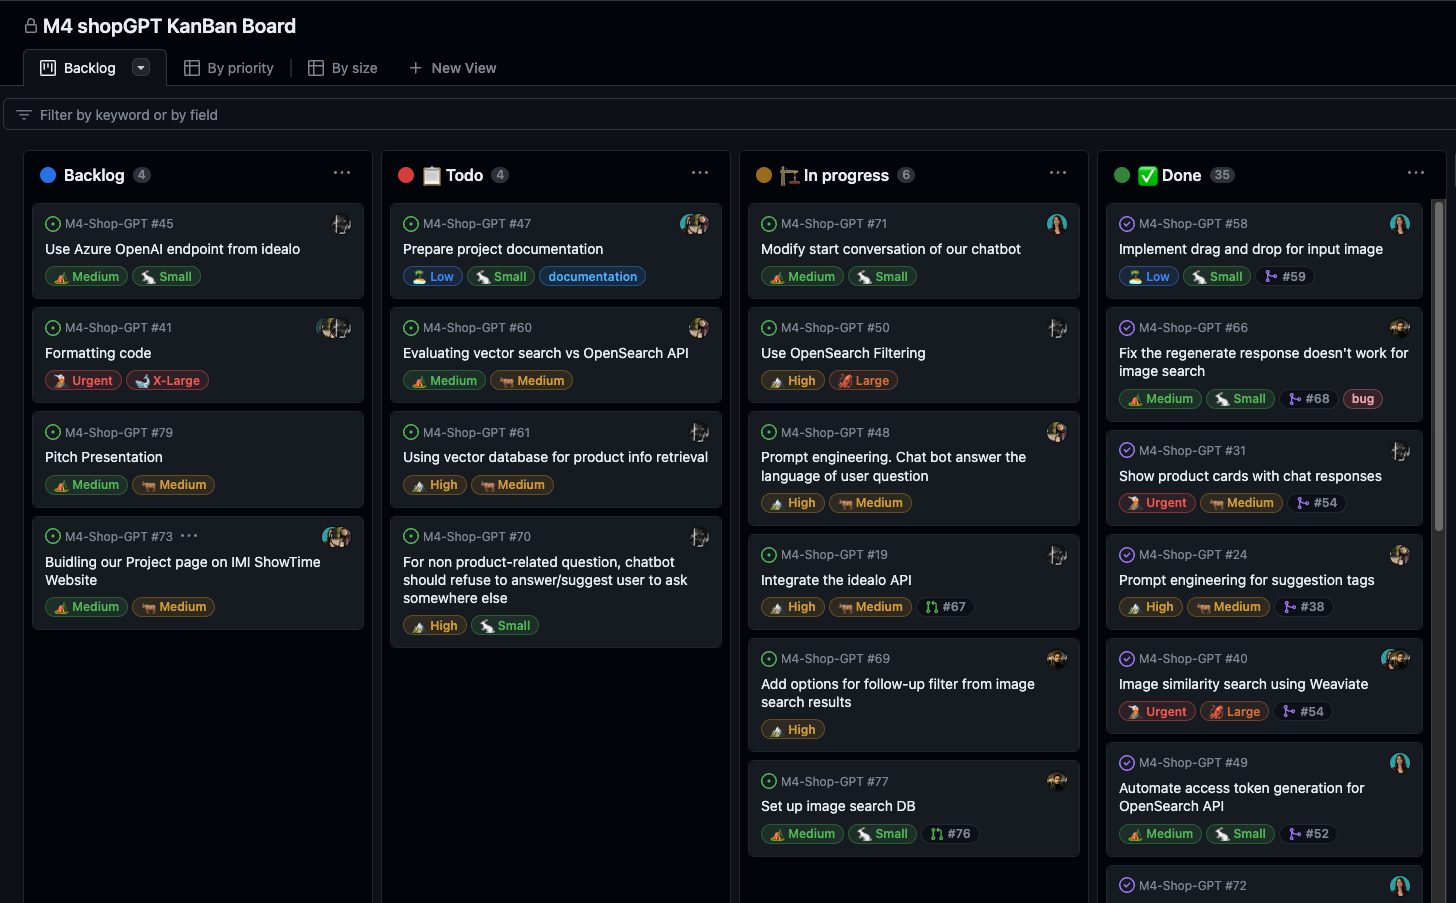 M4 shopGPT KanBan Board
Backlog
By priority
By size
New View
Filter by keyword or by field
Backlog 4
M4-Shop-GPT #45
Use Azure OpenAI endpoint from idealo
Medium Small
M4-Shop-GPT #41
Formatting code
Urgent X-Large
M4-Shop-GPT #79
Pitch Presentation
Medium Medium
M4-Shop-GPT #73
Buidling our Project page on IMI ShowTime
Website
Medium Medium
Todo 4
M4-Shop-GPT #47
Prepare project documentation
Low Small documentation
M4-Shop-GPT #60
Evaluating vector search vs OpenSearch API
Medium Medium
M4-Shop-GPT #61
Using vector database for product info retrieval
High Medium
M4-Shop-GPT #70
For non product-related question, chatbot
should refuse to answer/suggest user to ask
somewhere else
High Small
In progress 6
M4-Shop-GPT #71
Modify start conversation of our chatbot
Medium Small
M4-Shop-GPT #50
Use OpenSearch Filtering
High Large
M4-Shop-GPT #48
Prompt engineering. Chat bot answer the
language of user question
High Medium
M4-Shop-GPT #19
Integrate the idealo API
High Medium #67
M4-Shop-GPT #69
Add options for follow-up filter from image
search results
High
M4-Shop-GPT #77
Set up image search DB
Medium Small #76
Done 35
M4-Shop-GPT #58
Implement drag and drop for input image
Low Small #59
M4-Shop-GPT #66
Fix the regenerate response doesn't work for
image search
Medium Small #68 bug
M4-Shop-GPT #31
Show product cards with chat responses
Urgent Medium #54
M4-Shop-GPT #24
Prompt engineering for suggestion tags
High Medium #38
M4-Shop-GPT #40
Image similarity search using Weaviate
Urgent Large #54
M4-Shop-GPT #49
Automate access token generation for
OpenSearch API
Medium Small #52
M4-Shop-GPT #72